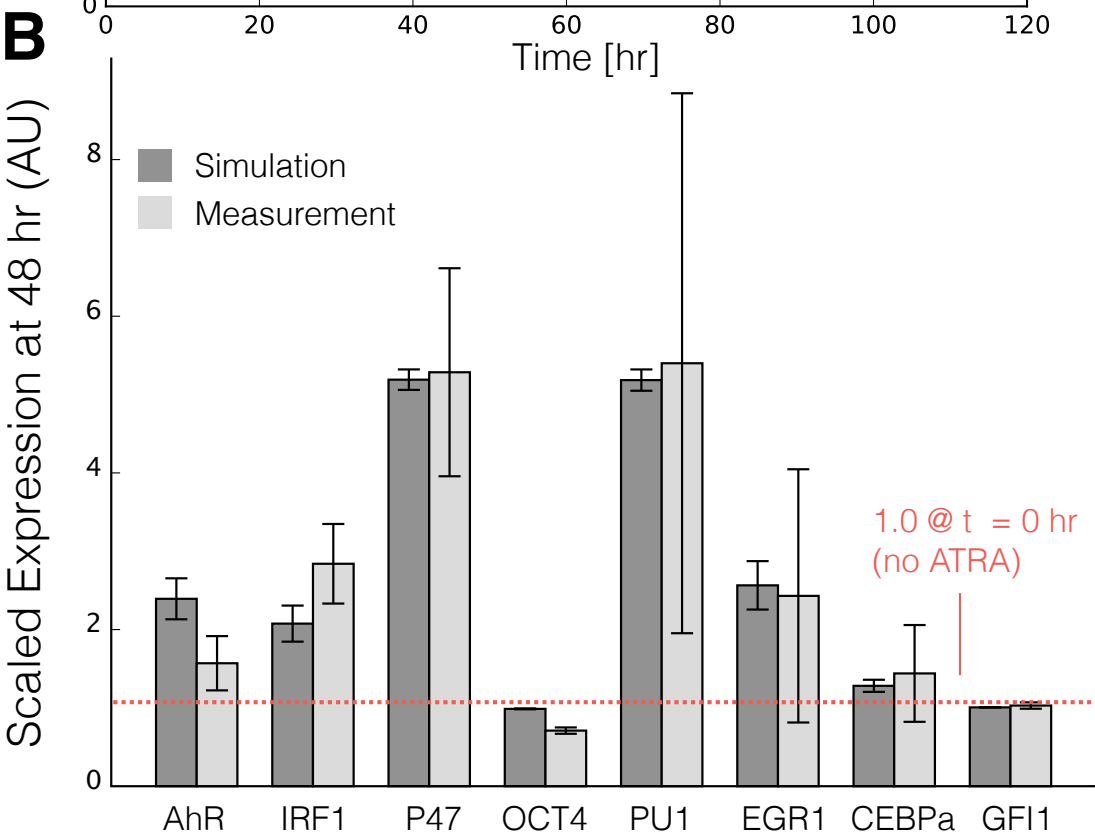 0
0 20 40 60 80 100 120
Time [hr]
B
Scaled Expression at 48 hr (AU)
8
6
4
2
0
Simulation
Measurement
1.0 @ t = 0 hr
(no ATRA)
AhR IRF1 P47 OCT4 PU1 EGR1 CEBPa GFI1